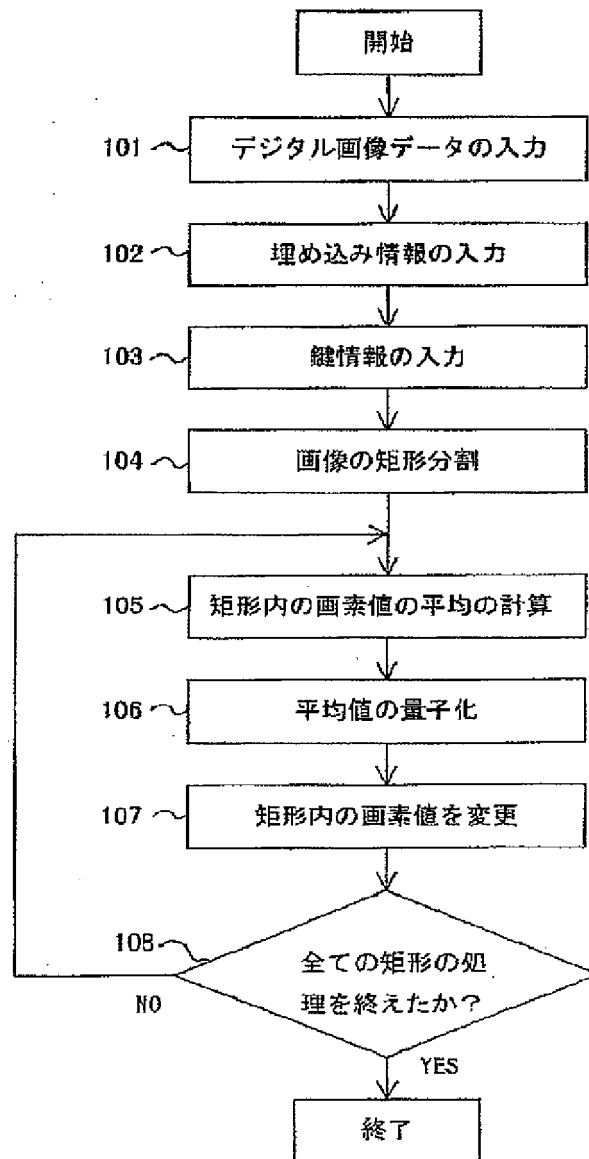 開始
101 デジタル画像データの入力
102 埋め込み情報の入力
103 鍵情報の入力
104 画像の矩形分割
105 矩形内の画素値の平均の計算
106 平均値の量子化
107 矩形内の画素値を変更
108 全ての矩形の処
理を終えたか?
NO
YES
終了